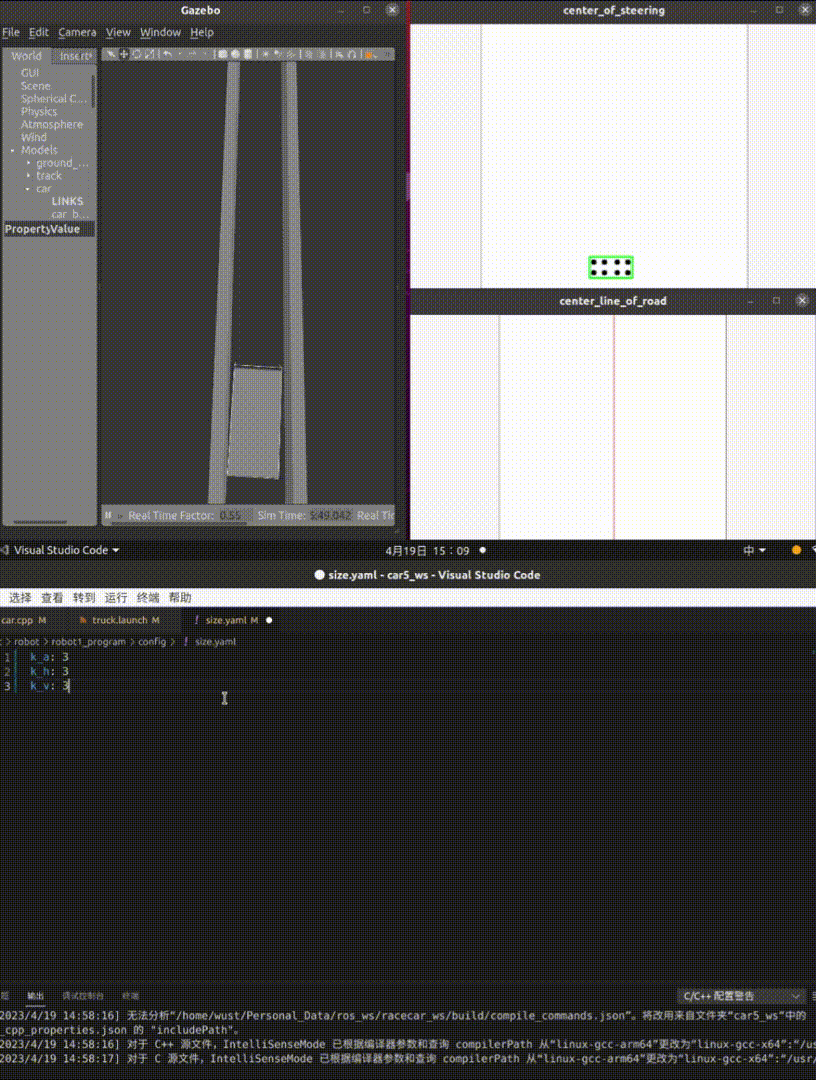 Gazebo
File Edit Camera View Window Help
World Insert
GUI
Scene
Spherical C...
Physics
Atmosphere
Wind
Models
ground_...
track
car
LINKS
car_b...
Property Value
Real Time Factor: 0.55 Sim Time: 5:49.042 Real Ti
center_of_steering
center_line_of_road
Visual Studio Code
4月19日 15:09
中
size.yaml - car5_ws - Visual Studio Code
选择 查看 转到 运行 终端 帮助
car.cpp M truck.launch M ! size.yaml M
> robot > robot1_program > config > ! size.yaml
1 k_a: 3
2 k_h: 3
3 k_v: 3
题 输出 调试控制台 终端
C/C++ 配置警告
2023/4/19 14:58:16] 无法分析“/home/wust/Personal_Data/ros_ws/racecar_ws/build/compile_commands.json”。将改用来自文件夹“car5_ws”中的
_cpp_properties.json 的 "includePath"。
2023/4/19 14:58:16] 对于 C++ 源文件，IntelliSenseMode 已根据编译器参数和查询 compilerPath 从“linux-gcc-arm64”更改为“linux-gcc-x64”:“/us
2023/4/19 14:58:17] 对于 C 源文件，IntelliSenseMode 已根据编译器参数和查询 compilerPath 从“linux-gcc-arm64”更改为“linux-gcc-x64”:“/usr/